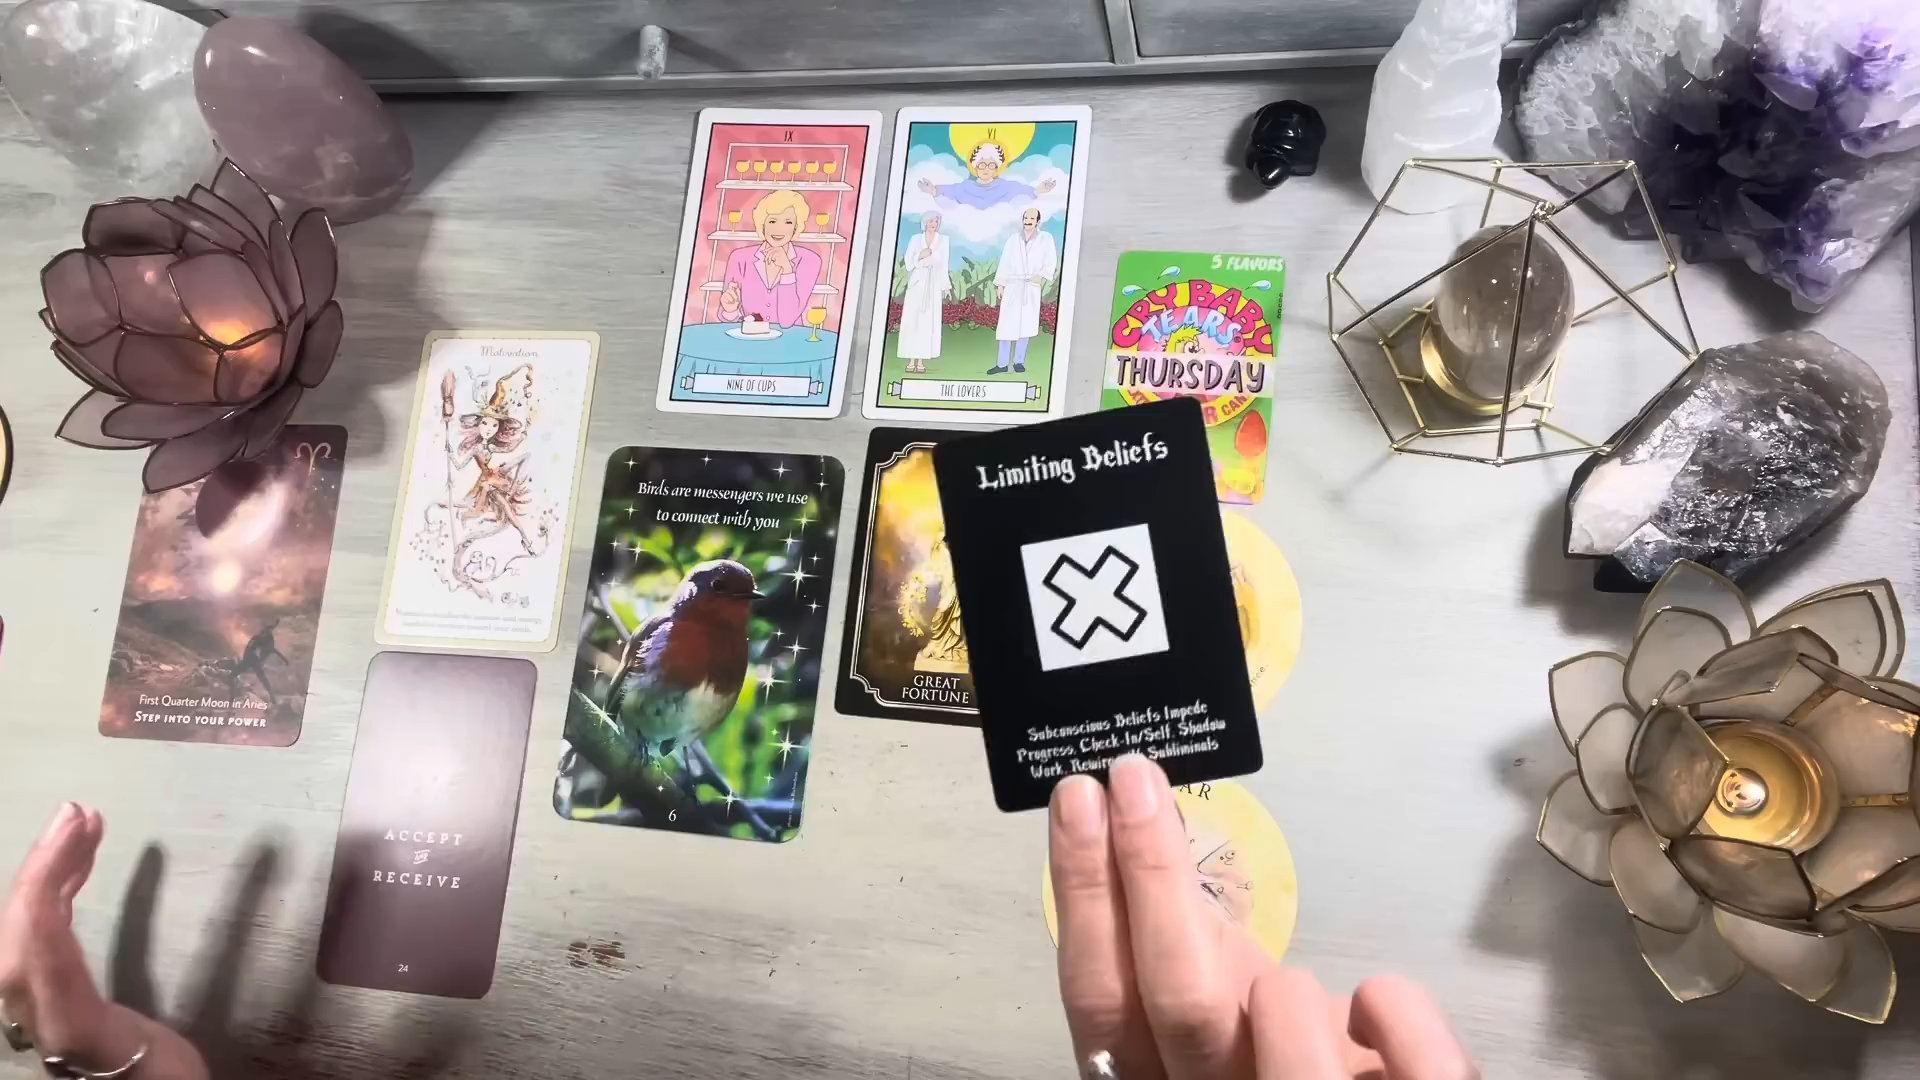 IX
NINE OF CUPS
VI
THE LOVERS
5 FLAVORS
CRY BABY
TEARS
THURSDAY
Motivation
First Quarter Moon in Aries
STEP INTO YOUR POWER
ACCEPT
RECEIVE
24
Birds are messengers we use
to connect with you
6
GREAT
FORTUNE
Limiting Beliefs
Subconscious Beliefs Impede
Progress, Check-In/Self, Shadow
Work, Subliminals
AR